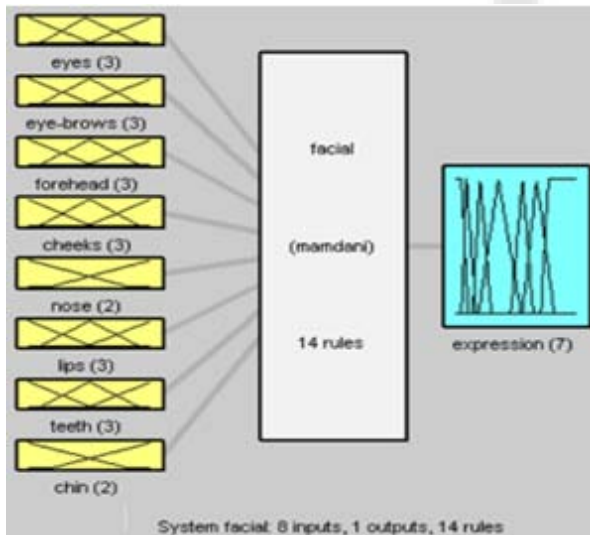 eyes (3)
eye-brows (3)
forehead (3)
cheeks (3)
nose (2)
lips (3)
teeth (3)
chin (2)
facial
(mamdani)
14 rules
expression (7)
System facial: 8 inputs, 1 outputs, 14 rules